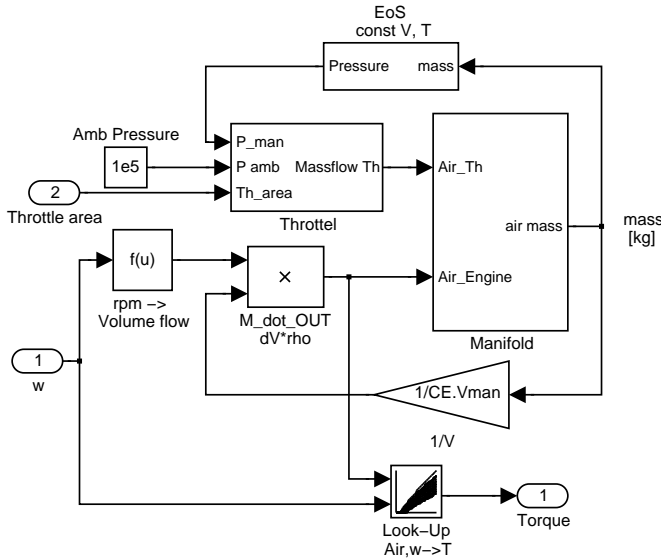 EoS
const V, T
Pressure
mass
Amb Pressure
1e5
P_man
P amb
Massflow Th
Th_area
Throttel
2
Throttle area
Air_Th
air mass
Air_Engine
Manifold
mass
[kg]
f(u)
rpm −>
Volume flow
×
M_dot_OUT
dV*rho
1
w
1/CE.Vman
1/V
Look−Up
Air,w−>T
1
Torque